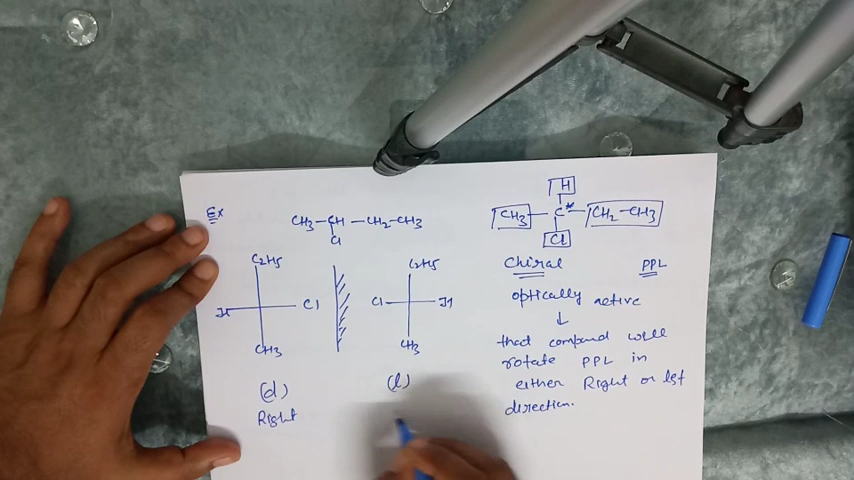 Ex
CH3-CH-CH2-CH3
Cl
H
CH3-C*-CH2-CH3
Cl
chiral PPL
optically active
↓
that compound will
rotate PPL in
either Right or left
direction.
C2H5
H Cl
CH3
(d)
Right
C2H5
Cl H
CH3
(l)